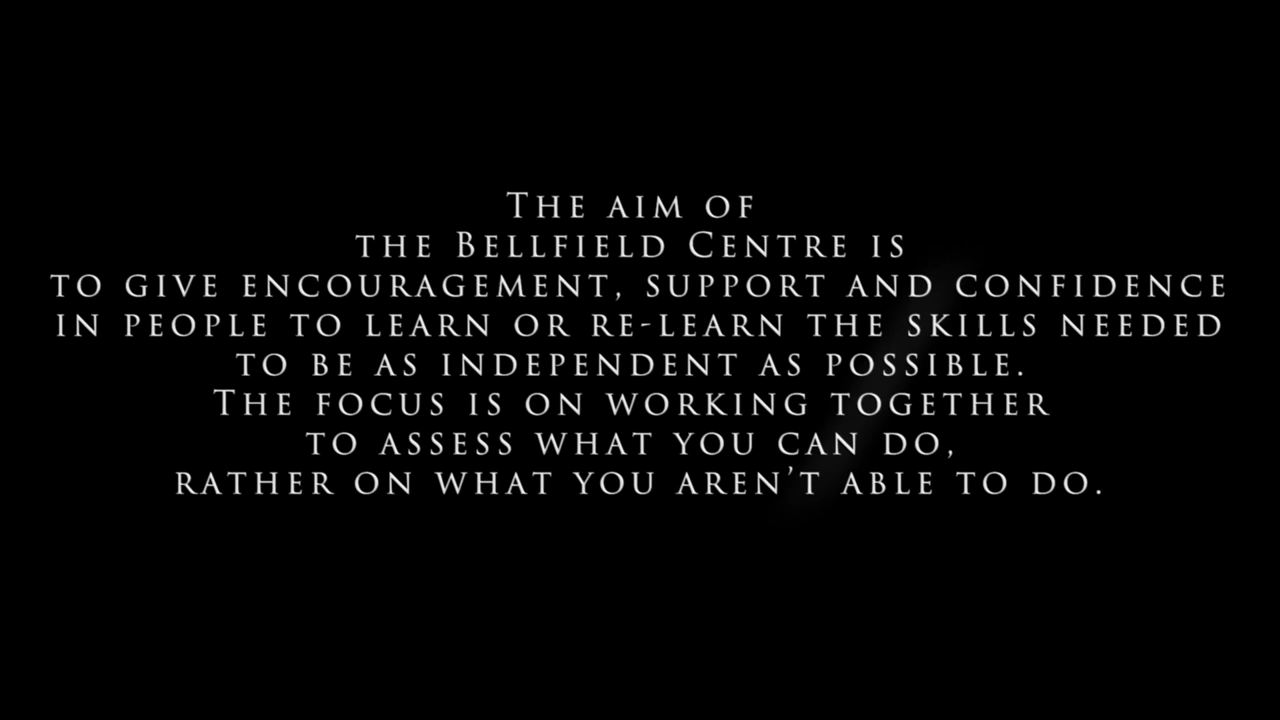 The aim of
the Bellfield Centre is
to give encouragement, support and confidence
in people to learn or re-learn the skills needed
to be as independent as possible.
The focus is on working together
to assess what you can do,
rather on what you aren't able to do.